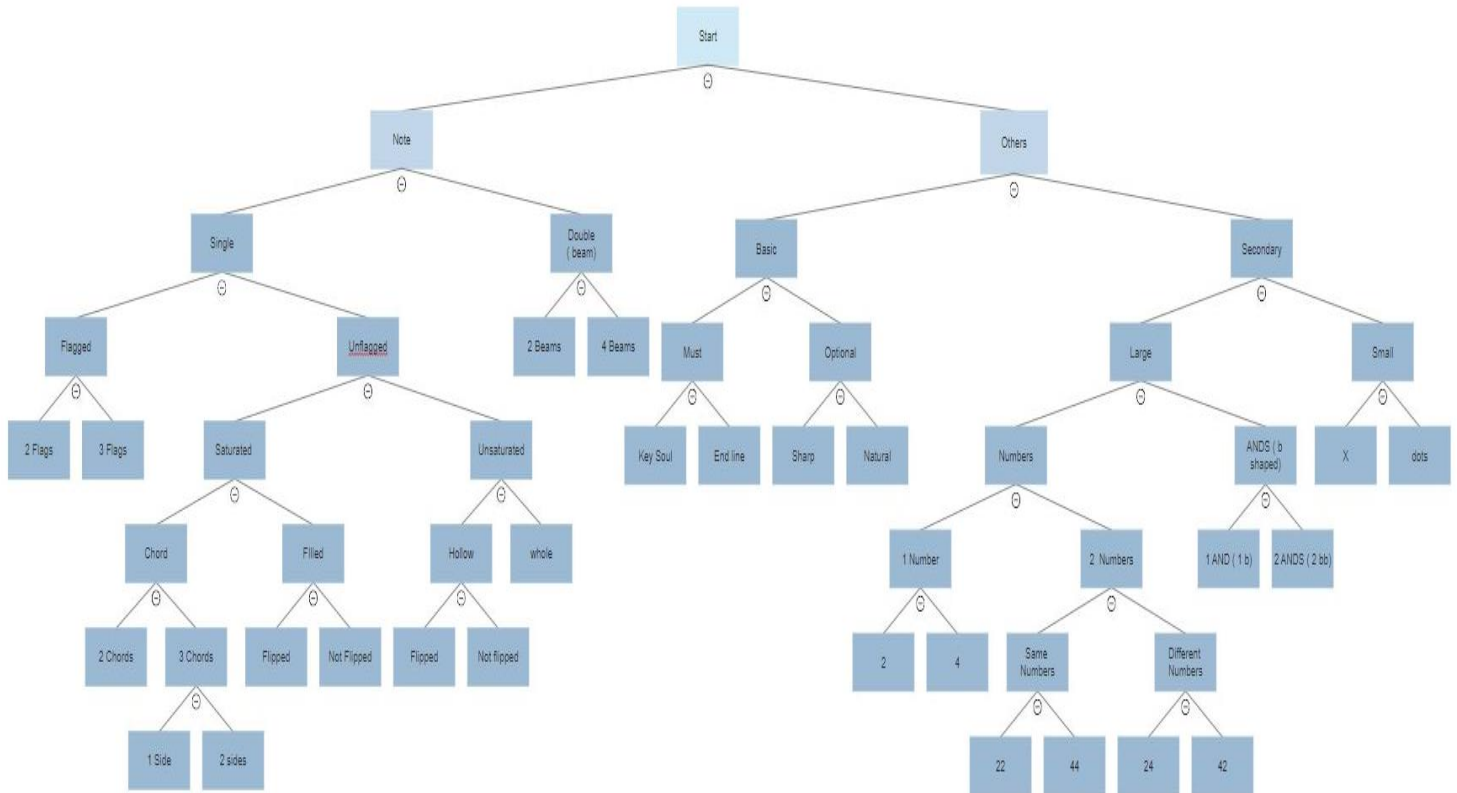 Start
Note
Others
Single
Double
( beam)
Basic
Secondary
Flagged
Unflagged
2 Beams
4 Beams
Must
Optional
Large
Small
2 Flags
3 Flags
Saturated
Unsaturated
Key Soul
End line
Sharp
Natural
Numbers
ANDS ( b
shaped)
X
dots
Chord
FIlled
Hollow
whole
1 Number
2 Numbers
1 AND ( 1 b)
2 ANDS ( 2 bb)
2 Chords
3 Chords
Flipped
Not Flipped
Flipped
Not flipped
2
4
Same
Numbers
Different
Numbers
1 Side
2 sides
22
44
24
42